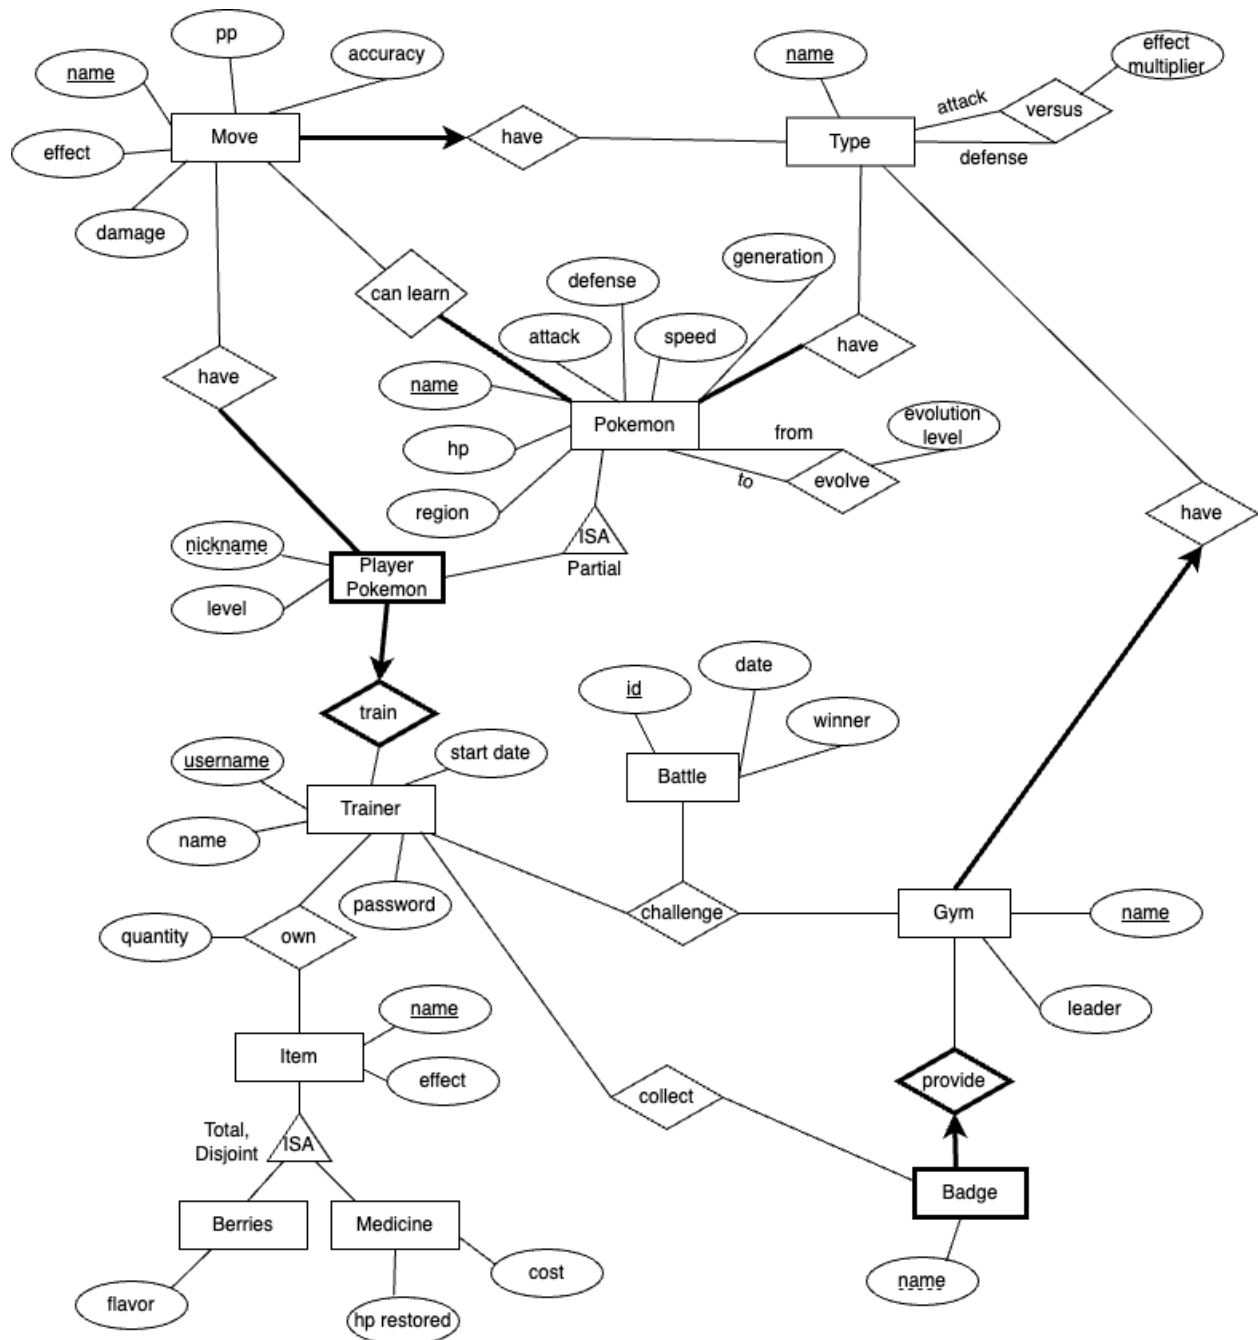 pp
accuracy
name
name
effect
multiplier
attack
versus
Move
have
Type
defense
effect
damage
generation
defense
can learn
attack
speed
have
have
name
Pokemon
from
evolution
level
hp
to
evolve
region
have
nickname
ISA
Player
Pokemon
Partial
level
date
id
train
winner
username
start date
Battle
Trainer
name
password
challenge
Gym
name
quantity
own
name
leader
Item
effect
provide
collect
Total,
Disjoint
ISA
Badge
Berries
Medicine
cost
name
flavor
hp restored